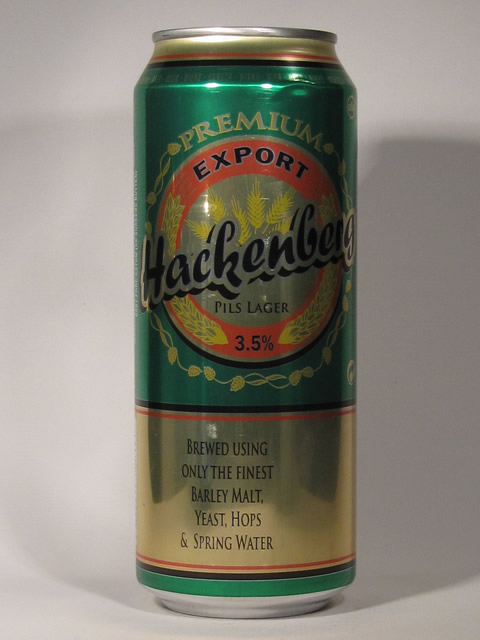 PREMIUM
EXPORT
Hackenberg
PILS LAGER
3.5%
BREWED USING
ONLY THE FINEST
BARLEY MALT,
YEAST, HOPS
& SPRING WATER